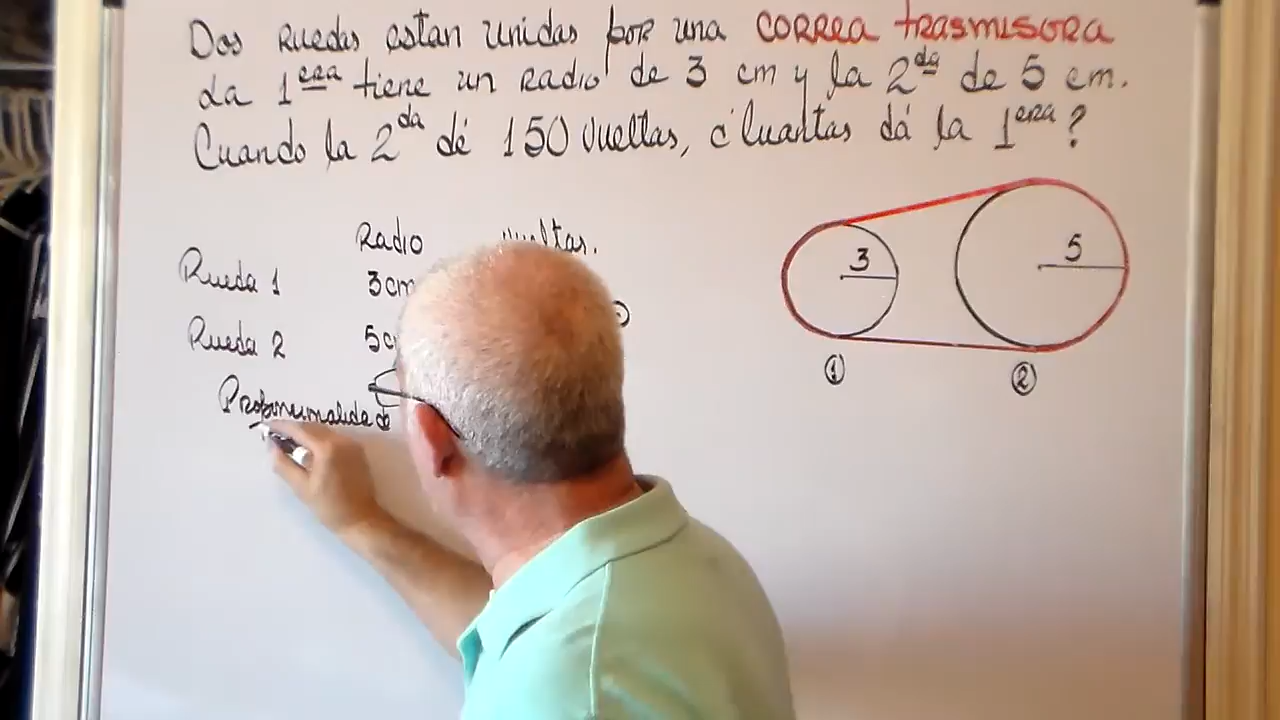 Dos Ruedas estan unidas por una CORREA trasmisora
La 1era tiene un Radio de 3 cm y la 2da de 5 cm.
Cuando la 2da dé 150 vueltas, ¿Cuantas dá la 1era?
Radio vueltas.
Rueda 1 3cm
Rueda 2 5c
3
5
1
2